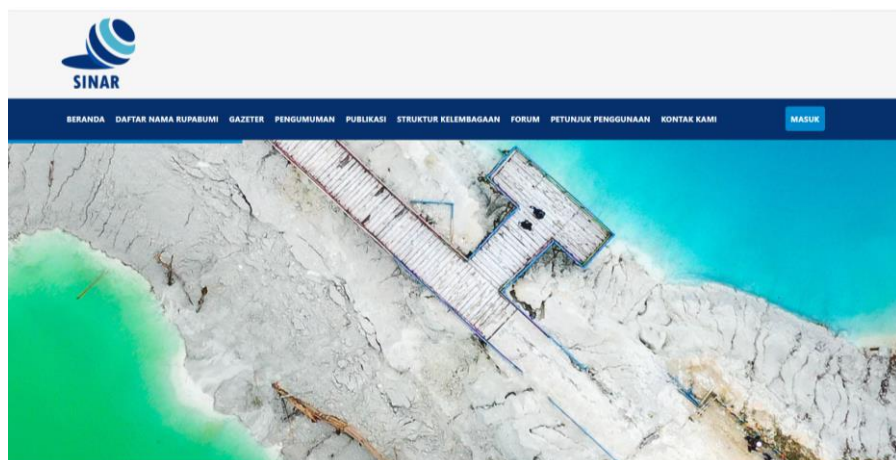 SINAR
BERANDA DAFTAR NAMA RUPABUMI GAZETER PENGUMUMAN PUBLIKASI STRUKTUR KELEMBAGAAN FORUM PETUNJUK PENGGUNAAN KONTAK KAMI MASUK